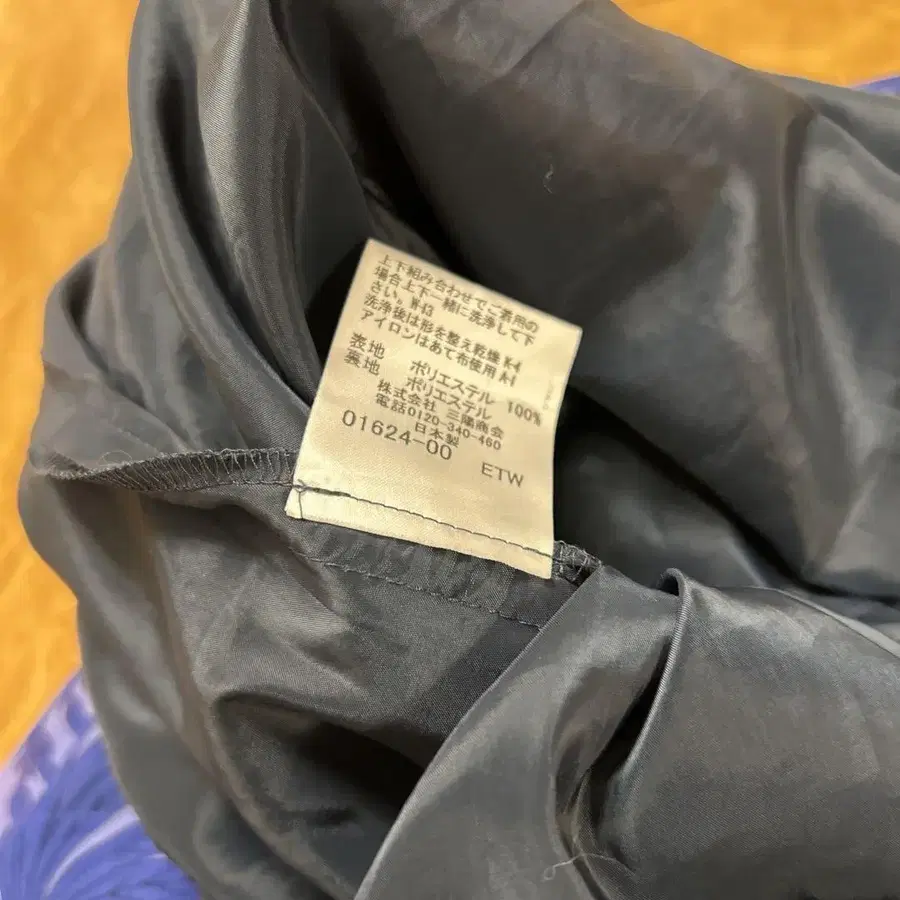 上下組み合わせでご着用の
場合上下一緒に洗浄して下
さい。W-43
洗浄後は形を整え乾燥 K-4
アイロンはあて布使用 A-1
表地 ポリエステル 100%
裏地 ポリエステル
株式会社 三陽商会
電話0120-340-460
日本製
01624-00 ETW